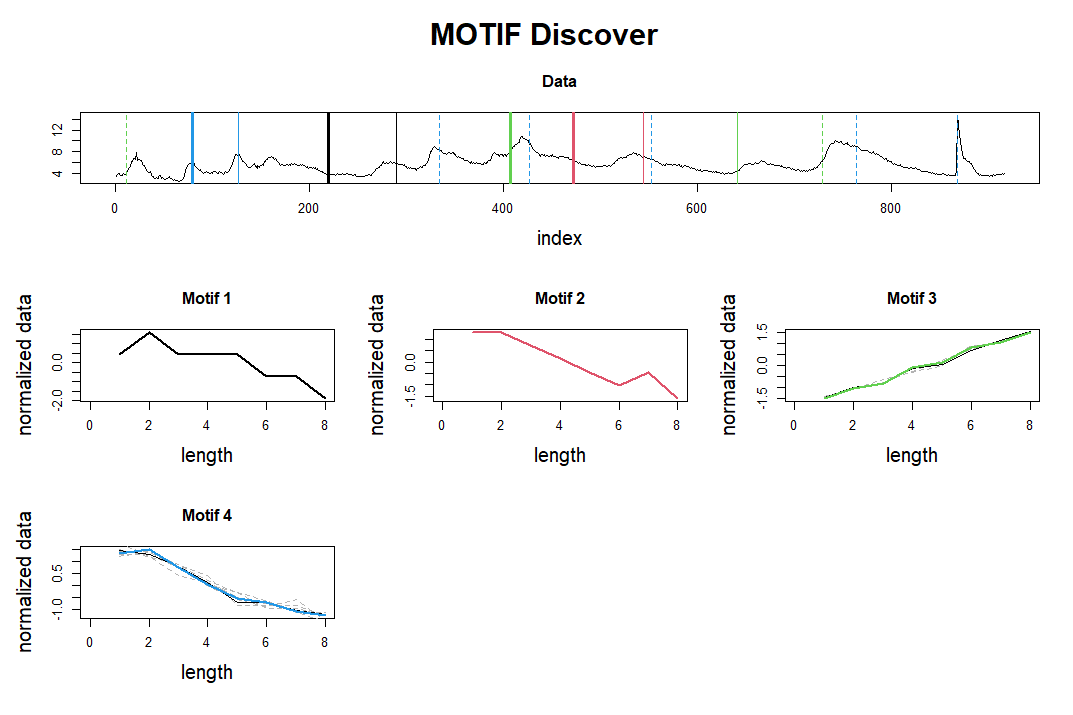 MOTIF Discover
Data
4 8 12
0 200 400 600 800
index
Motif 1 Motif 2 Motif 3
normalized data normalized data normalized data
-2.0 0.0 -1.5 0.0 -1.5 0.0 1.5
0 2 4 6 8 0 2 4 6 8 0 2 4 6 8
length length length
Motif 4
normalized data
-1.0 0.5
0 2 4 6 8
length